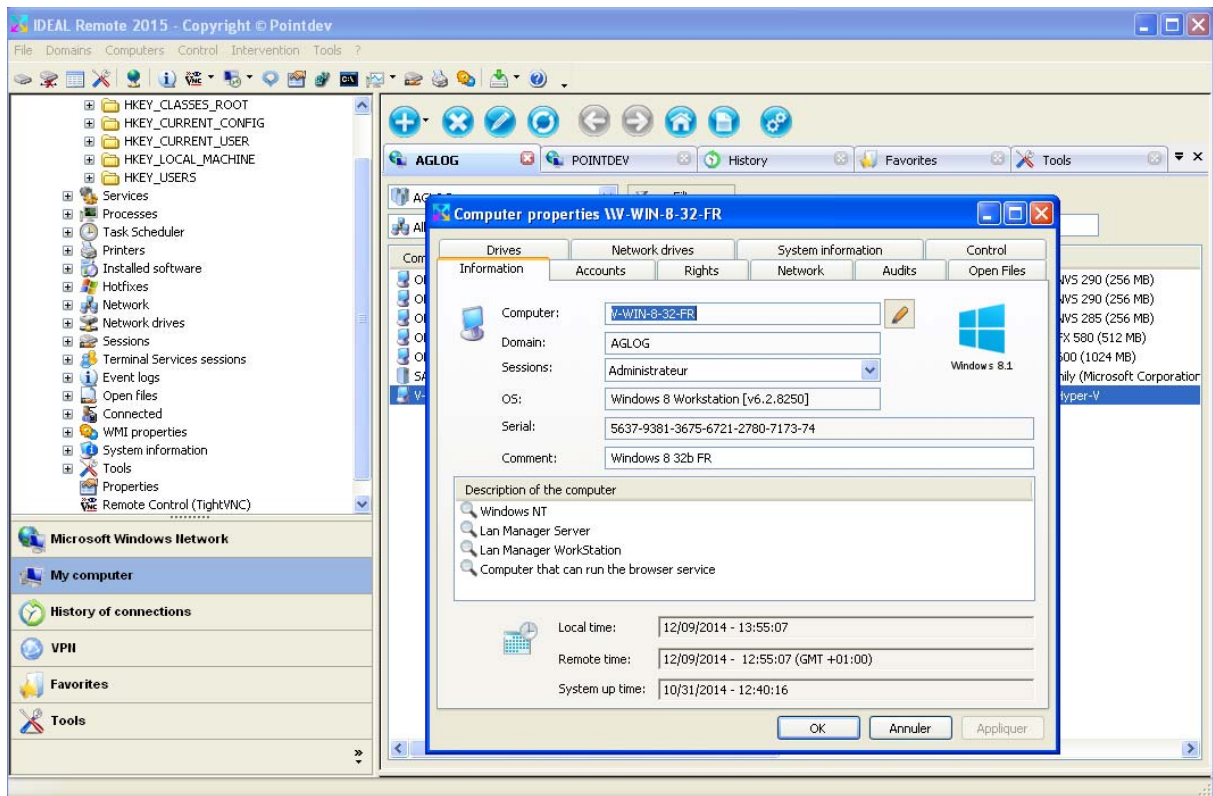 IDEAL Remote 2015 - Copyright © Pointdev
File Domains Computers Control Intervention Tools ?
HKEY_CLASSES_ROOT
HKEY_CURRENT_CONFIG
HKEY_CURRENT_USER
HKEY_LOCAL_MACHINE
HKEY_USERS
Services
Processes
Task Scheduler
Printers
Installed software
Hotfixes
Network
Network drives
Sessions
Terminal Services sessions
Event logs
Open files
Connected
WMI properties
System information
Tools
Properties
Remote Control (TightVNC)
Microsoft Windows Network
My computer
History of connections
VPN
Favorites
Tools
AGLOG POINTDEV History Favorites Tools
Computer properties \\V-WIN-8-32-FR
Drives Network drives System information Control
Information Accounts Rights Network Audits Open Files
Computer: V-WIN-8-32-FR
Domain: AGLOG
Sessions: Administrateur
Windows 8.1
OS: Windows 8 Workstation [v6.2.8250]
Serial: 5637-9381-3675-6721-2780-7173-74
Comment: Windows 8 32b FR
Description of the computer
Windows NT
Lan Manager Server
Lan Manager WorkStation
Computer that can run the browser service
Local time: 12/09/2014 - 13:55:07
Remote time: 12/09/2014 - 12:55:07 (GMT +01:00)
System up time: 10/31/2014 - 12:40:16
OK Annuler Appliquer
NVS 290 (256 MB)
NVS 290 (256 MB)
NVS 285 (256 MB)
FX 580 (512 MB)
600 (1024 MB)
(Microsoft Corporation
Hyper-V